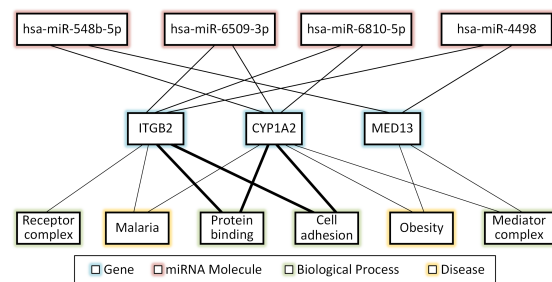 hsa-miR-548b-5p hsa-miR-6509-3p hsa-miR-6810-5p hsa-miR-4498
ITGB2 CYP1A2 MED13
Receptor complex
Malaria
Protein binding
Cell adhesion
Obesity
Mediator complex
Gene miRNA Molecule Biological Process Disease